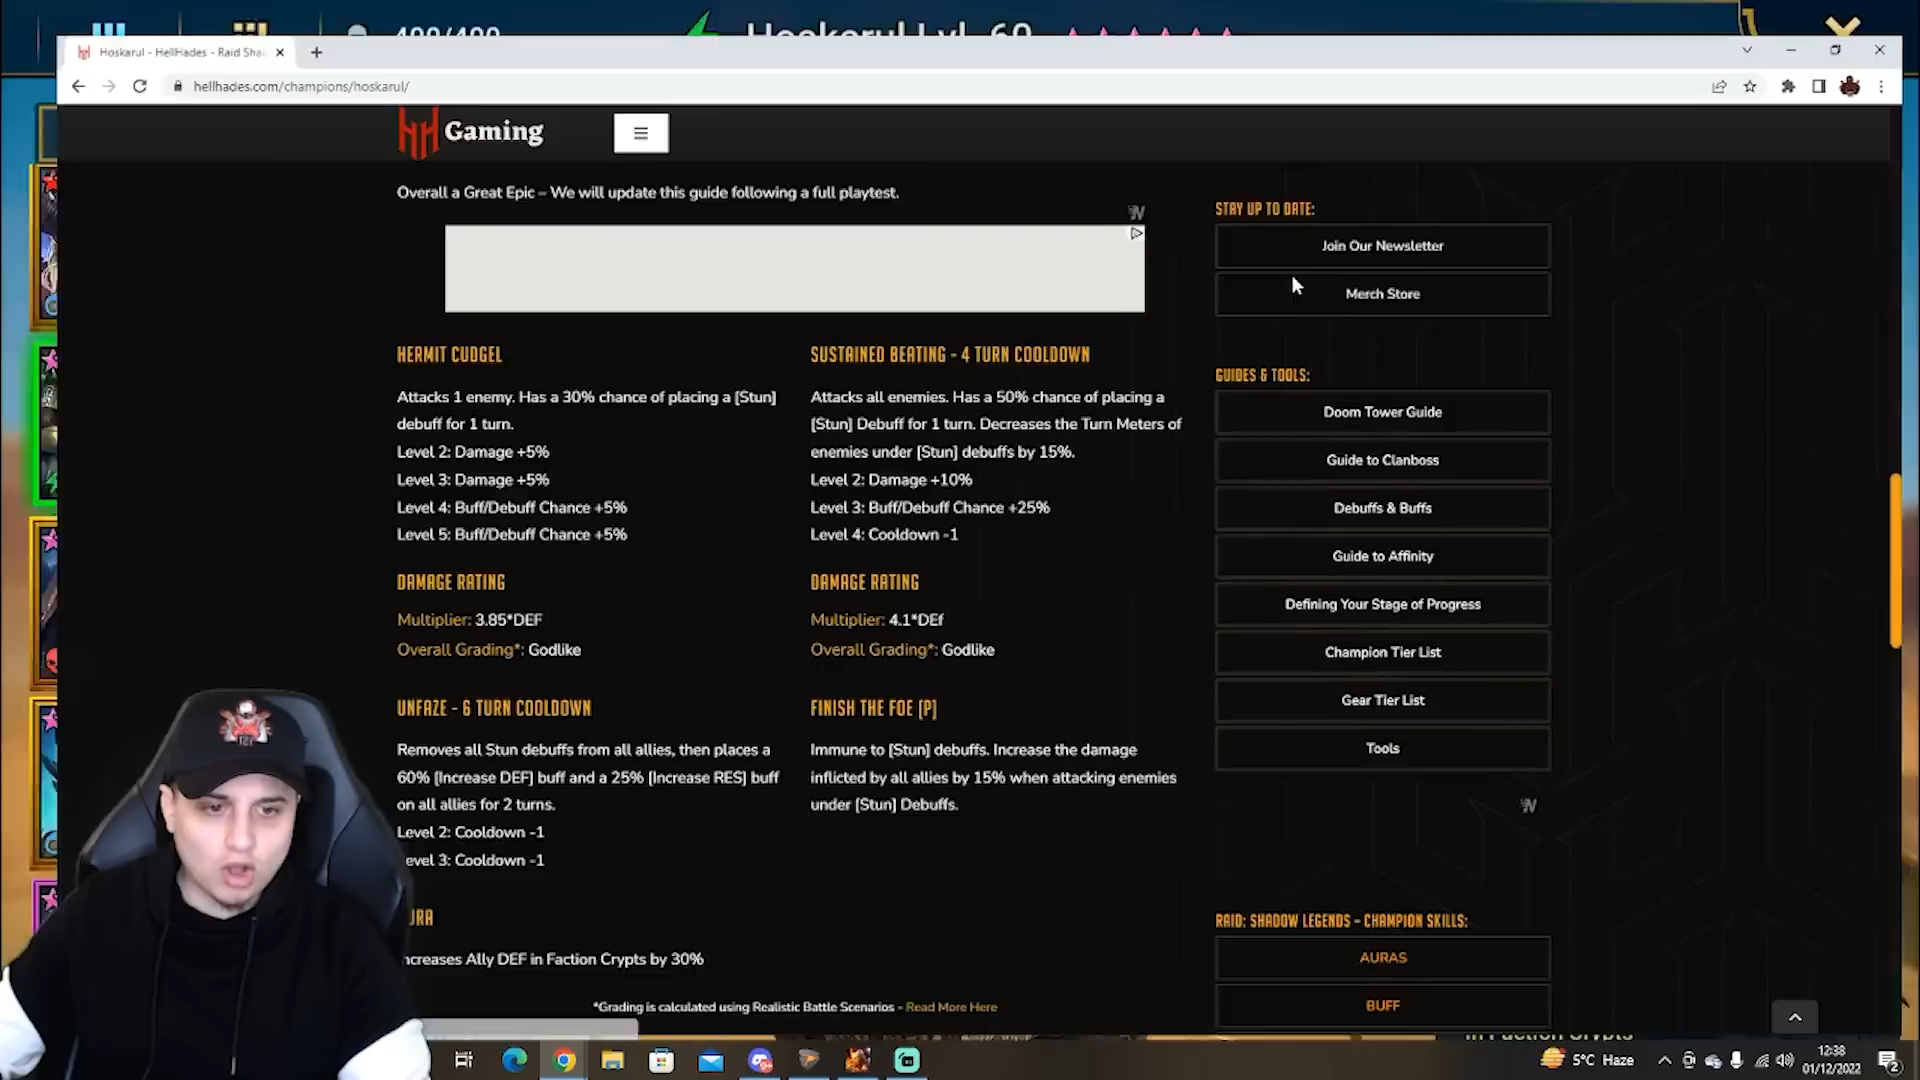 400/400
Hoskarul Lvl. 60
Hoskarul - HellHades - Raid Sha
hellhades.com/champions/hoskarul/
Gaming
Overall a Great Epic – We will update this guide following a full playtest.
HERMIT CUDGEL
Attacks 1 enemy. Has a 30% chance of placing a [Stun]
debuff for 1 turn.
Level 2: Damage +5%
Level 3: Damage +5%
Level 4: Buff/Debuff Chance +5%
Level 5: Buff/Debuff Chance +5%
DAMAGE RATING
Multiplier: 3.85*DEF
Overall Grading*: Godlike
SUSTAINED BEATING - 4 TURN COOLDOWN
Attacks all enemies. Has a 50% chance of placing a
[Stun] Debuff for 1 turn. Decreases the Turn Meters of
enemies under [Stun] debuffs by 15%.
Level 2: Damage +10%
Level 3: Buff/Debuff Chance +25%
Level 4: Cooldown -1
DAMAGE RATING
Multiplier: 4.1*DEf
Overall Grading*: Godlike
UNFAZE - 6 TURN COOLDOWN
Removes all Stun debuffs from all allies, then places a
60% [Increase DEF] buff and a 25% [Increase RES] buff
on all allies for 2 turns.
Level 2: Cooldown -1
evel 3: Cooldown -1
FINISH THE FOE [P]
Immune to [Stun] debuffs. Increase the damage
inflicted by all allies by 15% when attacking enemies
under [Stun] Debuffs.
URA
ncreases Ally DEF in Faction Crypts by 30%
*Grading is calculated using Realistic Battle Scenarios - Read More Here
STAY UP TO DATE:
Join Our Newsletter
Merch Store
GUIDES & TOOLS:
Doom Tower Guide
Guide to Clanboss
Debuffs & Buffs
Guide to Affinity
Defining Your Stage of Progress
Champion Tier List
Gear Tier List
Tools
RAID: SHADOW LEGENDS – CHAMPION SKILLS:
AURAS
BUFF
in Faction Crypts
5°C Haze
12:38
01/12/2022
2